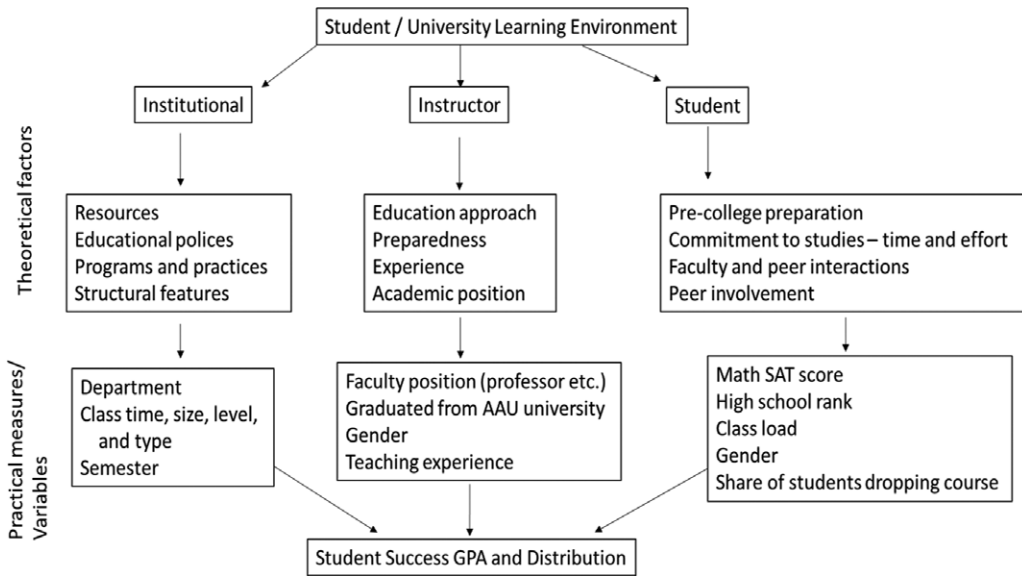 Student / University Learning Environment
Institutional
Instructor
Student
Theoretical factors
Resources
Educational polices
Programs and practices
Structural features
Education approach
Preparedness
Experience
Academic position
Pre-college preparation
Commitment to studies – time and effort
Faculty and peer interactions
Peer involvement
Practical measures/
Variables
Department
Class time, size, level,
and type
Semester
Faculty position (professor etc.)
Graduated from AAU university
Gender
Teaching experience
Math SAT score
High school rank
Class load
Gender
Share of students dropping course
Student Success GPA and Distribution